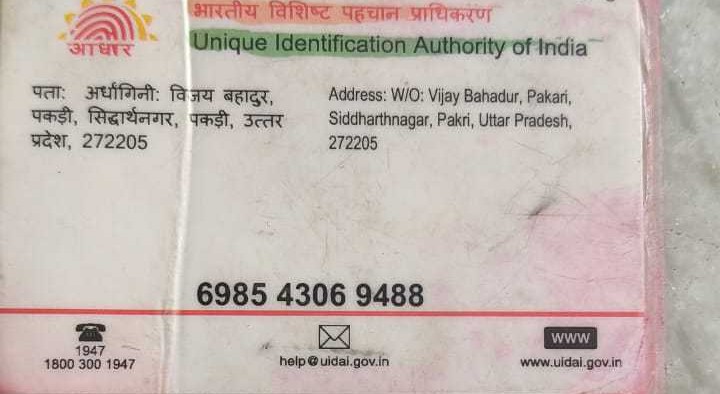 भारतीय विशिष्ट पहचान प्राधिकरण
आधार
Unique Identification Authority of India
पता: अर्धांगिनी: विजय बहादुर,
पकडी, सिद्धार्थनगर, पकडी, उत्तर
प्रदेश, 272205
Address: W/O: Vijay Bahadur, Pakari,
Siddharthnagar, Pakri, Uttar Pradesh,
272205
6985 4306 9488
1947
1800 300 1947
help@uidai.gov.in
www
www.uidai.gov.in